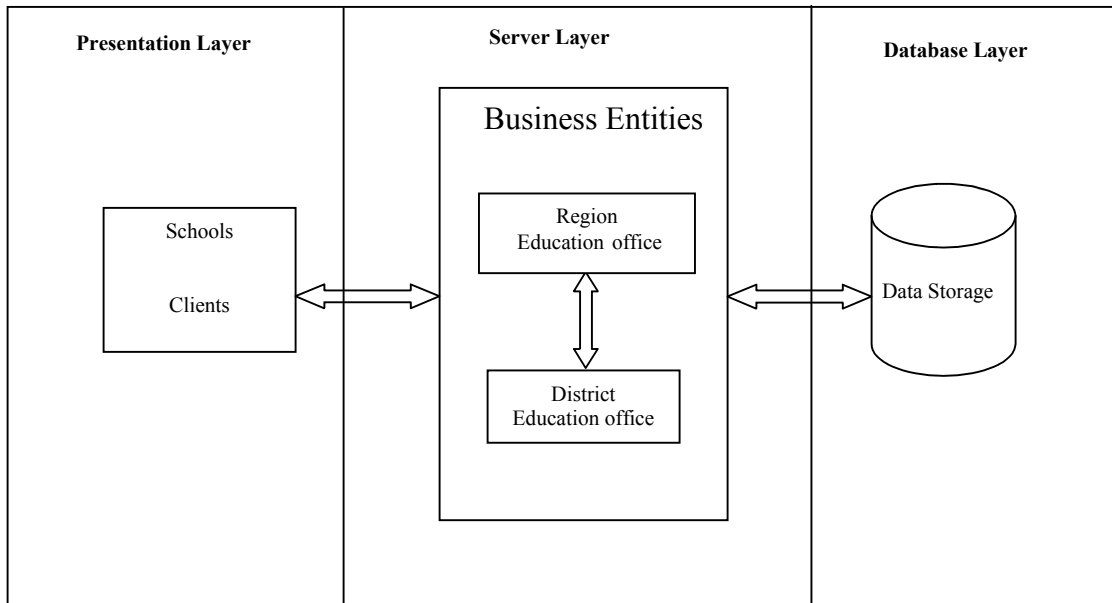 Presentation Layer
Server Layer
Database Layer
Business Entities
Schools
Clients
Region
Education office
District
Education office
Data Storage